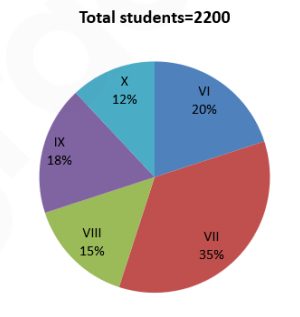 Total students=2200
X
12%
VI
20%
IX
18%
VIII
15%
VII
35%